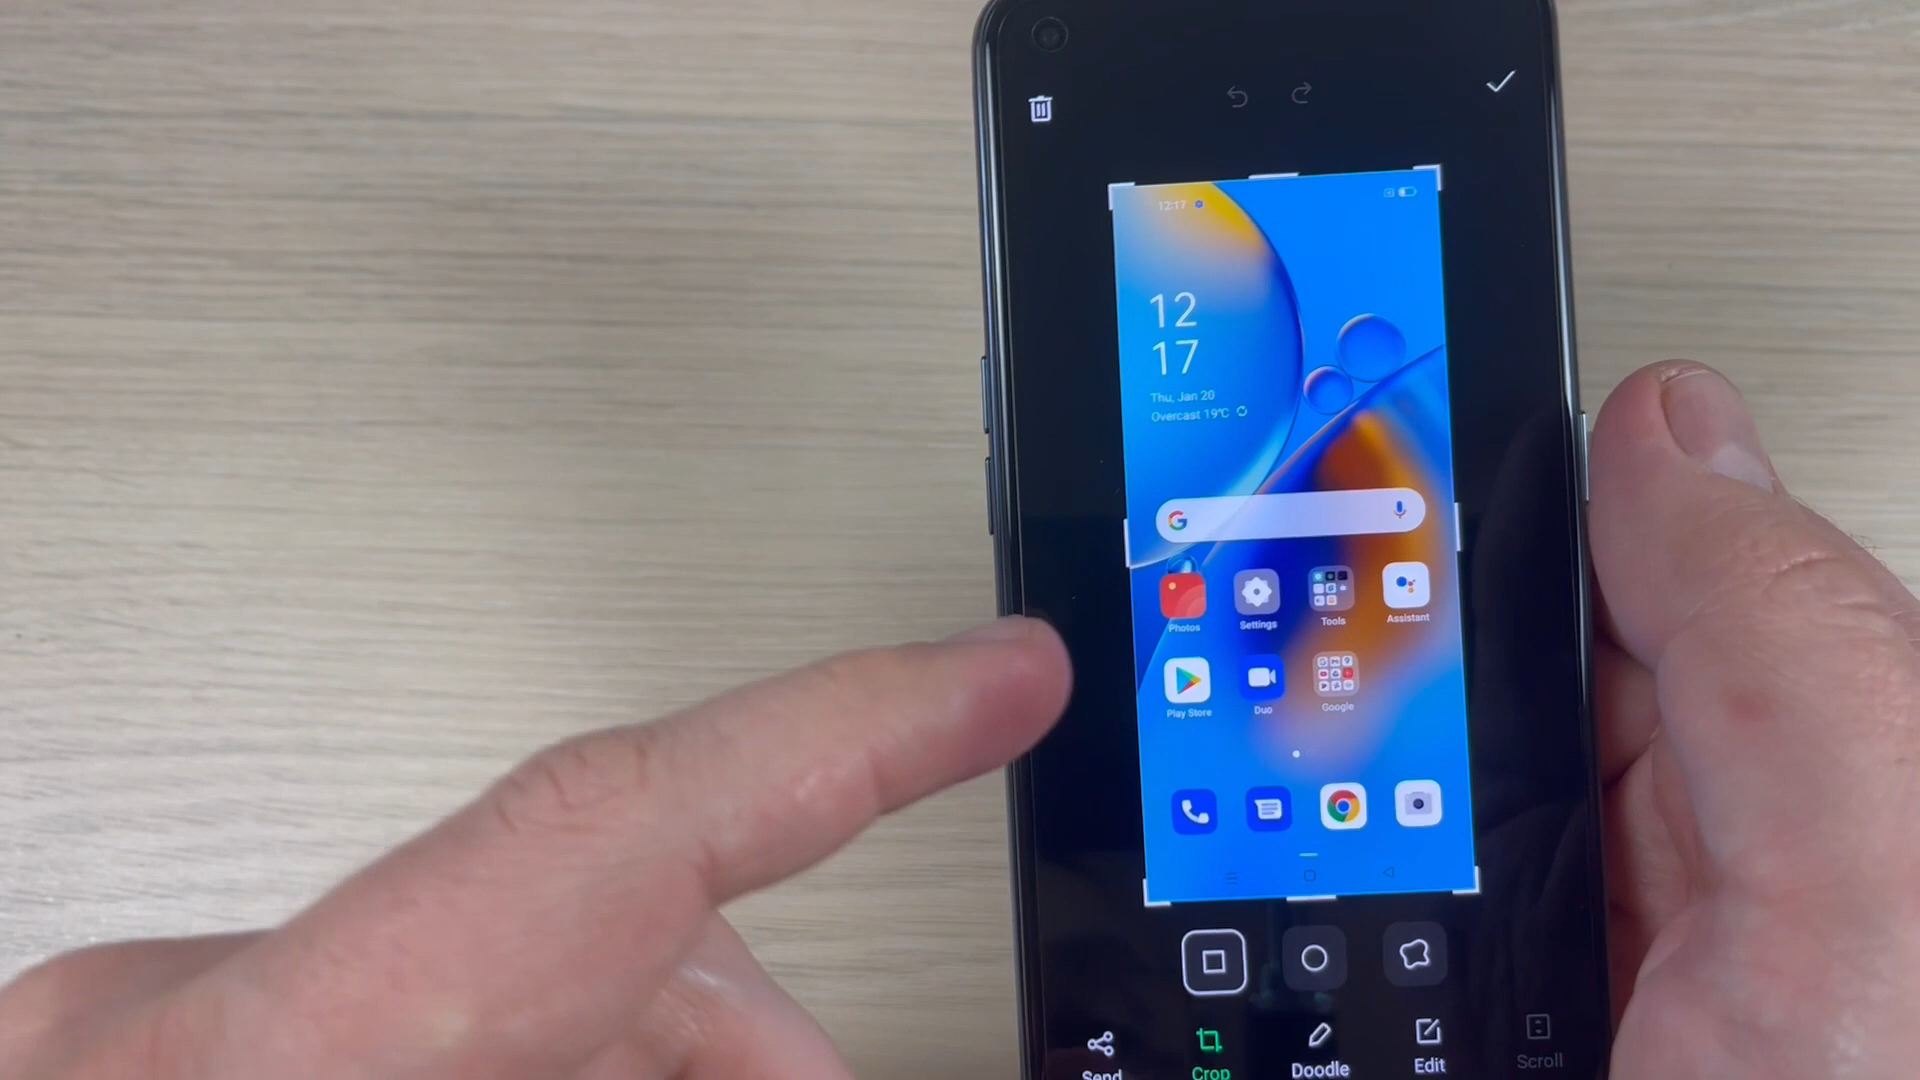 12:17
12
17
Thu, Jan 20
Overcast 19°C
Photos
Settings
Tools
Assistant
Play Store
Duo
Google
Send
Crop
Doodle
Edit
Scroll